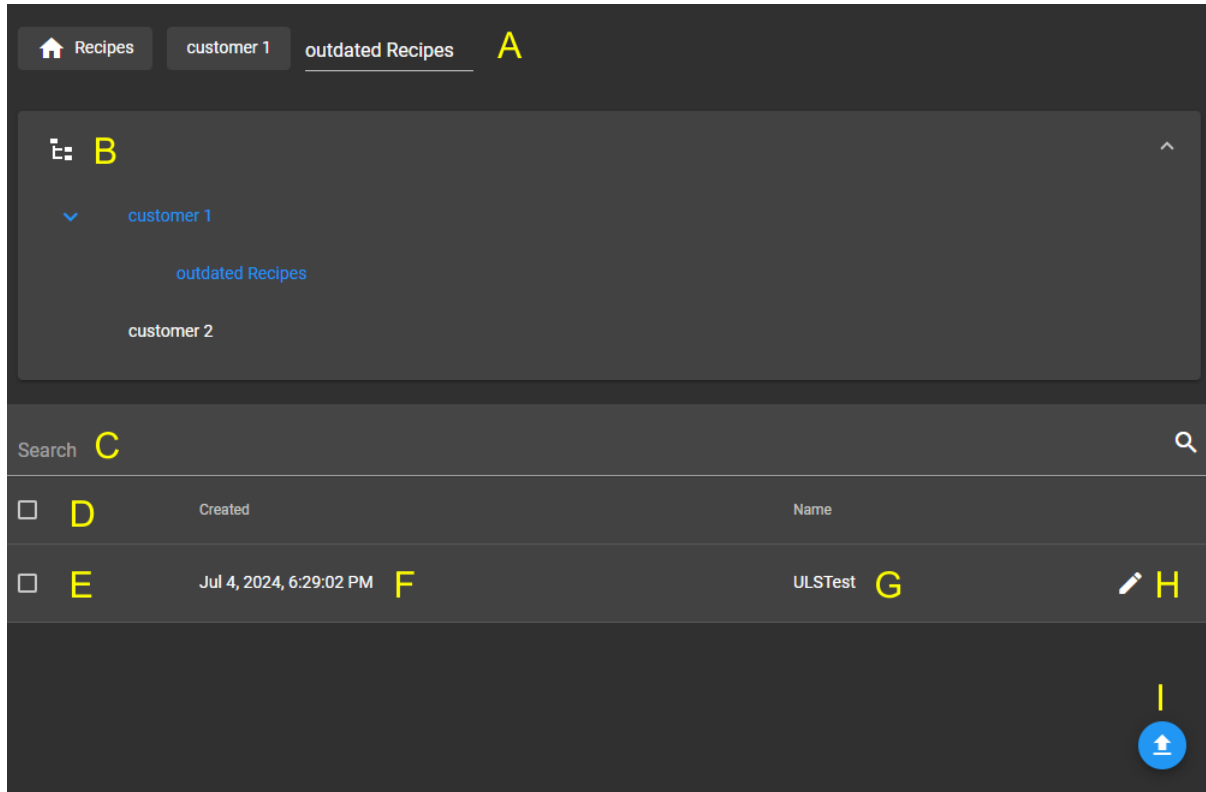 Recipes customer 1 outdated Recipes A
B
customer 1
outdated Recipes
customer 2
Search C
D Created Name
E Jul 4, 2024, 6:29:02 PM F ULSTest G H
I